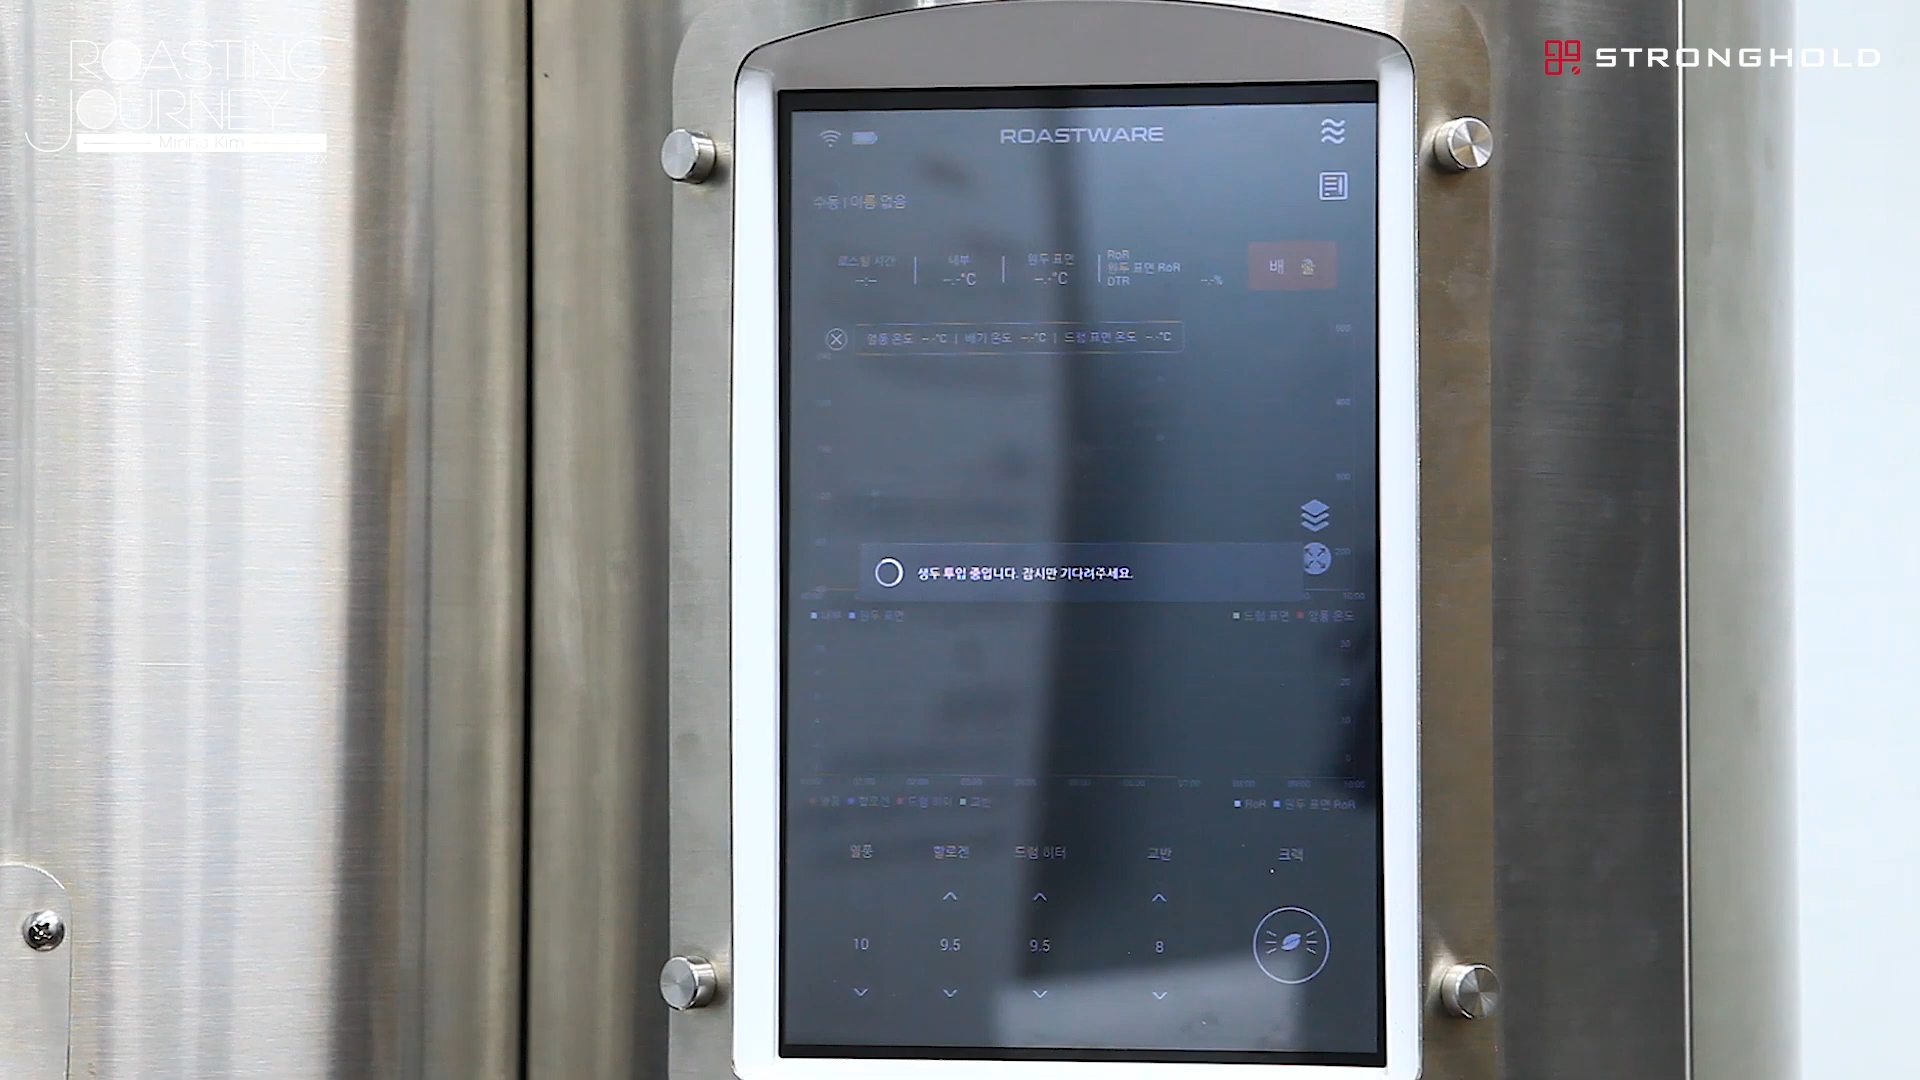 ROASTING
JOURNEY
Minha Kim
STRONGHOLD
ROASTWARE
수동 | 이름 없음
로스팅 시간
--:--
내부
--.-°C
원두 표면
--.-°C
RoR
원두 표면 RoR
DTR --.-%
배 출
열풍 온도 --.-°C | 배기 온도 --.-°C | 드럼 표면 온도 --.-°C
생두 투입 중입니다. 잠시만 기다려주세요.
내부 원두 표면
드럼 표면 열풍 온도
열풍 할로겐 드럼 히터 교반
RoR 원두 표면 RoR
열풍 할로겐 드럼 히터 교반 크랙
10 9.5 9.5 8